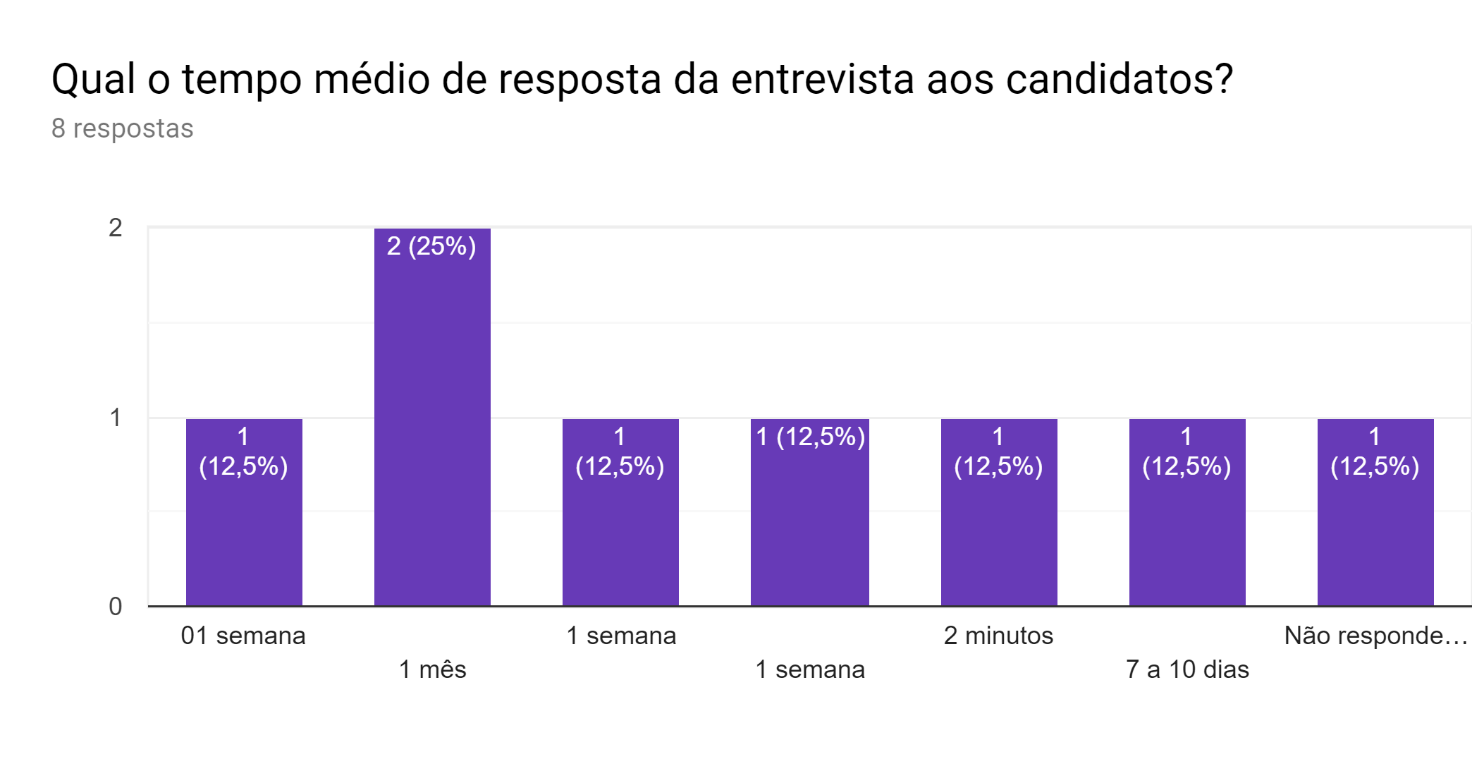 Qual o tempo médio de resposta da entrevista aos candidatos?
8 respostas
2
1
0
1
(12,5%)
2 (25%)
1
(12,5%)
1 (12,5%)
1
(12,5%)
1
(12,5%)
1
(12,5%)
01 semana
1 mês
1 semana
1 semana
2 minutos
7 a 10 dias
Não responde…